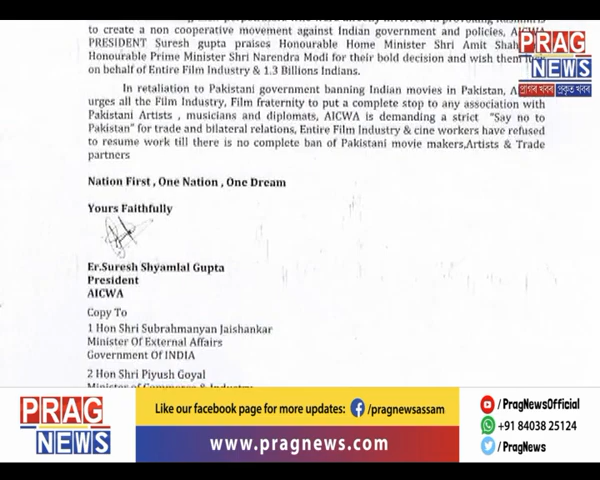 to create a non cooperative movement against Indian government and policies,
PRESIDENT Suresh gupta praises Honourable Home Minister Shri Amit Shah
Honourable Prime Minister Shri Narendra Modi for their bold decision and wish them
on behalf of Entire Film Industry & 1.3 Billions Indians.
In retaliation to Pakistani government banning Indian movies in Pakistan,
urges all the Film Industry, Film fraternity to put a complete stop to any association with
Pakistani Artists , musicians and diplomats, AICWA is demanding a strict "Say no to
Pakistan" for trade and bilateral relations, Entire Film Industry & cine workers have refused
to resume work till there is no complete ban of Pakistani movie makers,Artists & Trade
partners
Nation First , One Nation , One Dream
Yours Faithfully
Er.Suresh Shyamlal Gupta
President
AICWA
Copy To
1 Hon Shri Subrahmanyan Jaishankar
Minister Of External Affairs
Government Of INDIA
2 Hon Shri Piyush Goyal
Minister of Commerce & Industry
PRAG
NEWS
প্ৰাগৰ খবৰ প্ৰকৃত খবৰ
PRAG
NEWS
Like our facebook page for more updates: f/pragnewsassam
www.pragnews.com
/PragNewsOfficial
+91 84038 25124
/PragNews